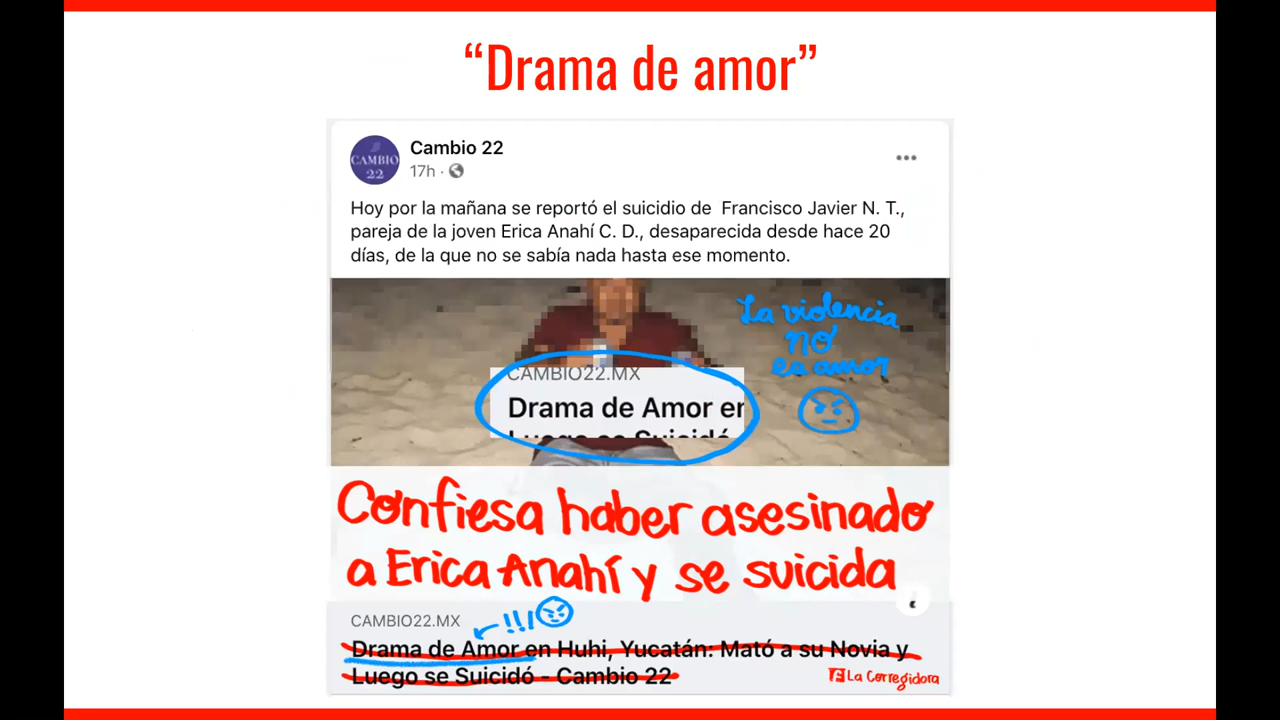 “Drama de amor”
Cambio 22
CAMBIO
22
17h ·
Hoy por la mañana se reportó el suicidio de Francisco Javier N. T.,
pareja de la joven Erica Anahí C. D., desaparecida desde hace 20
días, de la que no se sabía nada hasta ese momento.
La violencia
no
es amor
CAMBIO22.MX
Drama de Amor en
Luego se Suicidó
Confiesa haber asesinado
a Erica Anahí y se suicida
CAMBIO22.MX
!!!
Drama de Amor en Huhi, Yucatán: Mató a su Novia y
Luego se Suicidó - Cambio 22
La Corregidora